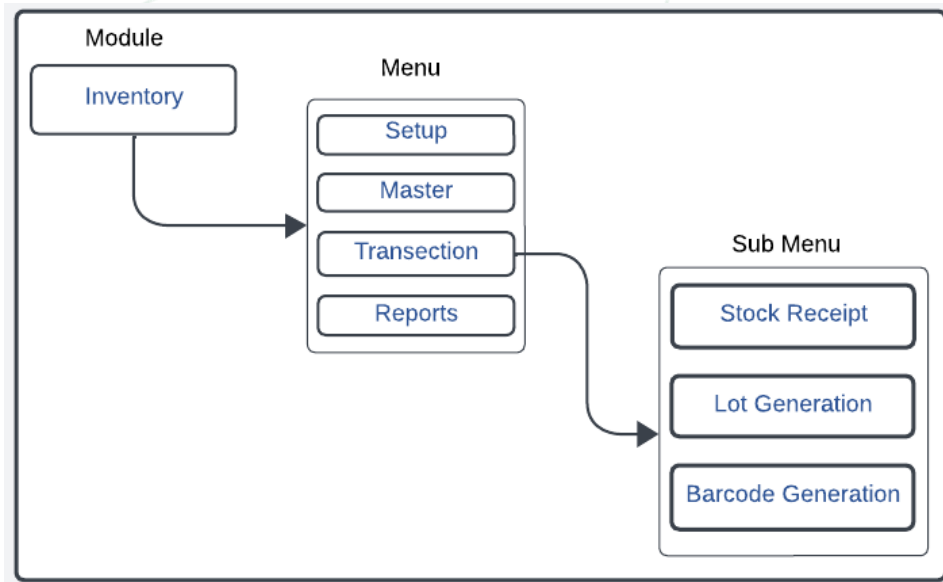 Module
Inventory
Menu
Setup
Master
Transection
Reports
Sub Menu
Stock Receipt
Lot Generation
Barcode Generation